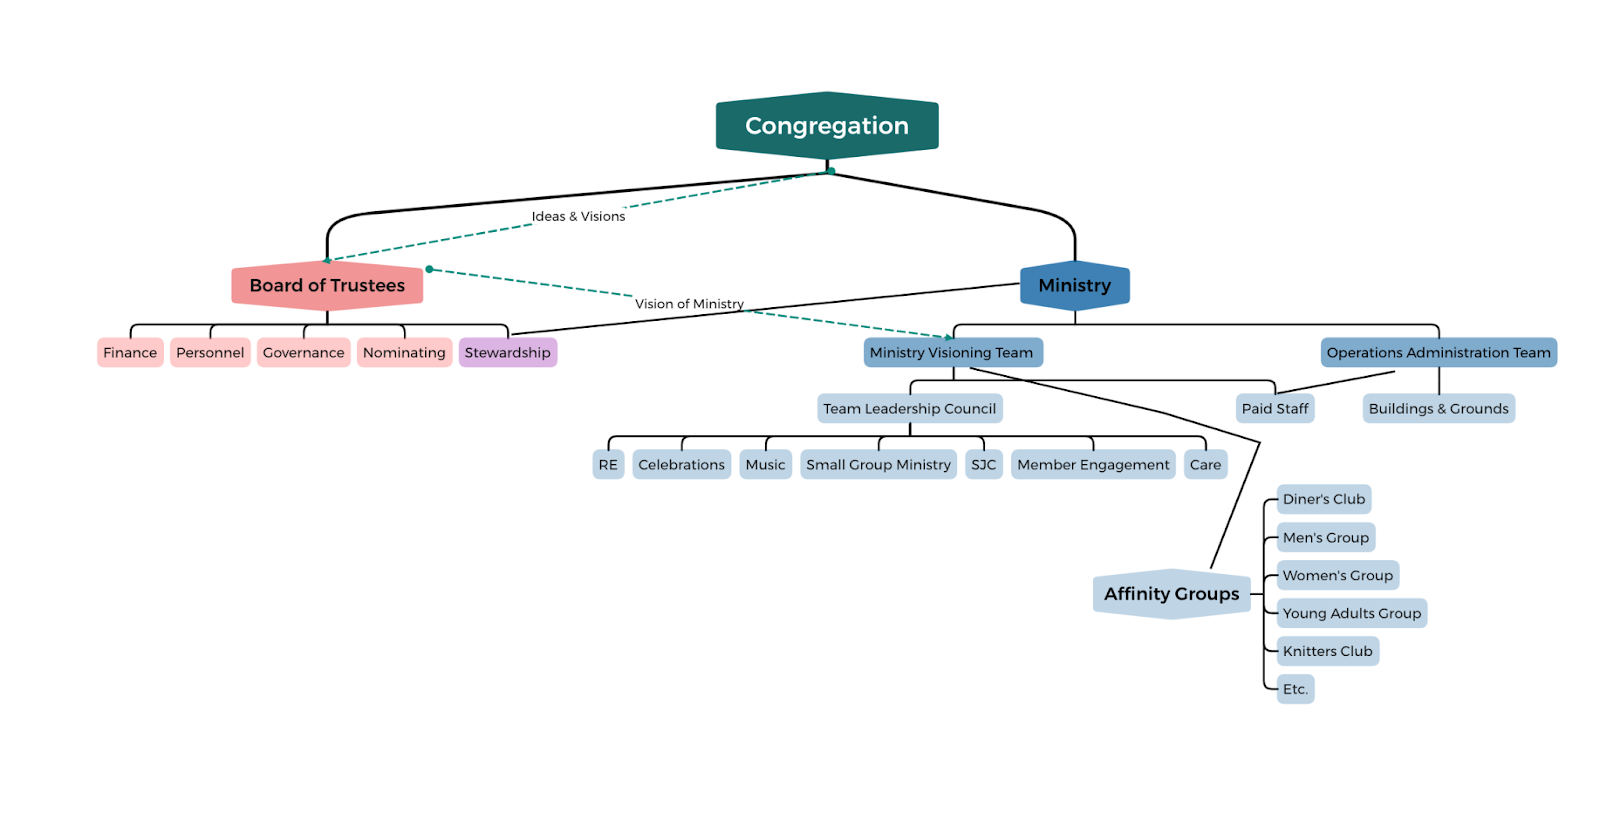 Congregation
Ideas & Visions
Board of Trustees
Ministry
Vision of Ministry
Finance
Personnel
Governance
Nominating
Stewardship
Ministry Visioning Team
Operations Administration Team
Team Leadership Council
Paid Staff
Buildings & Grounds
RE
Celebrations
Music
Small Group Ministry
SJC
Member Engagement
Care
Affinity Groups
Diner's Club
Men's Group
Women's Group
Young Adults Group
Knitters Club
Etc.